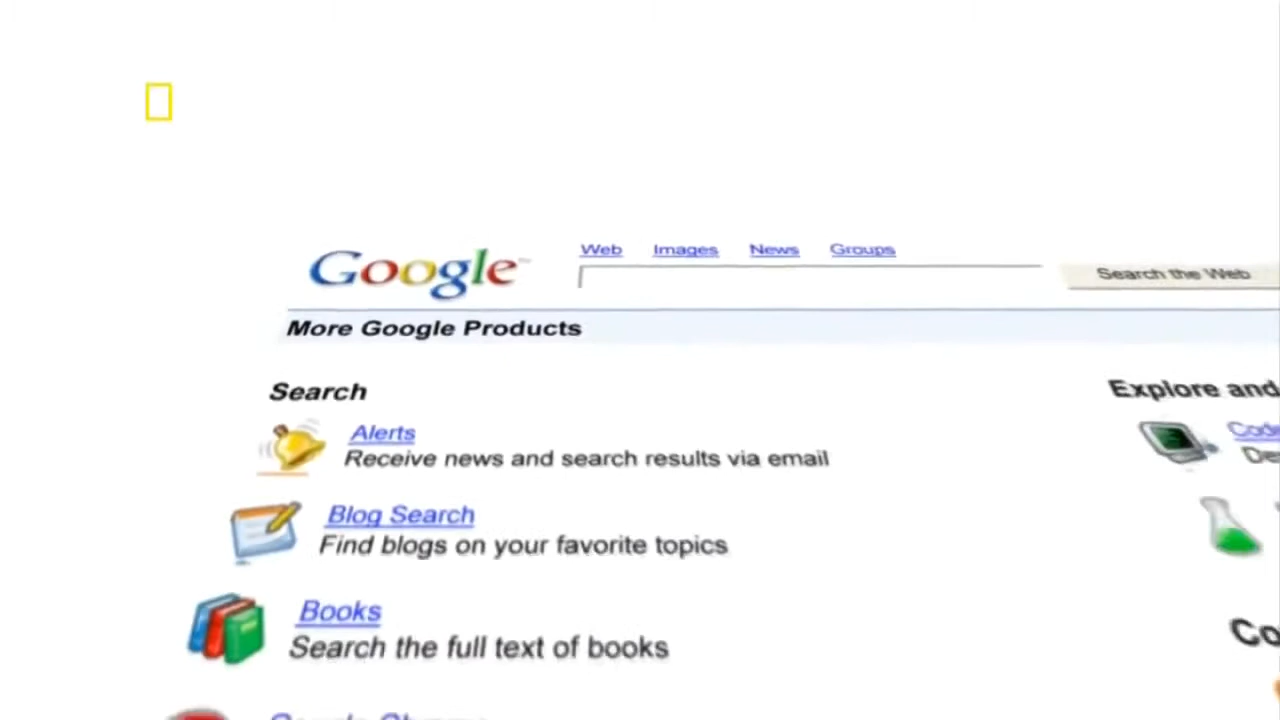 Web Images News Groups
Google™
Search the Web
More Google Products
Search
Explore and
Alerts
Receive news and search results via email
Blog Search
Find blogs on your favorite topics
Books
Search the full text of books